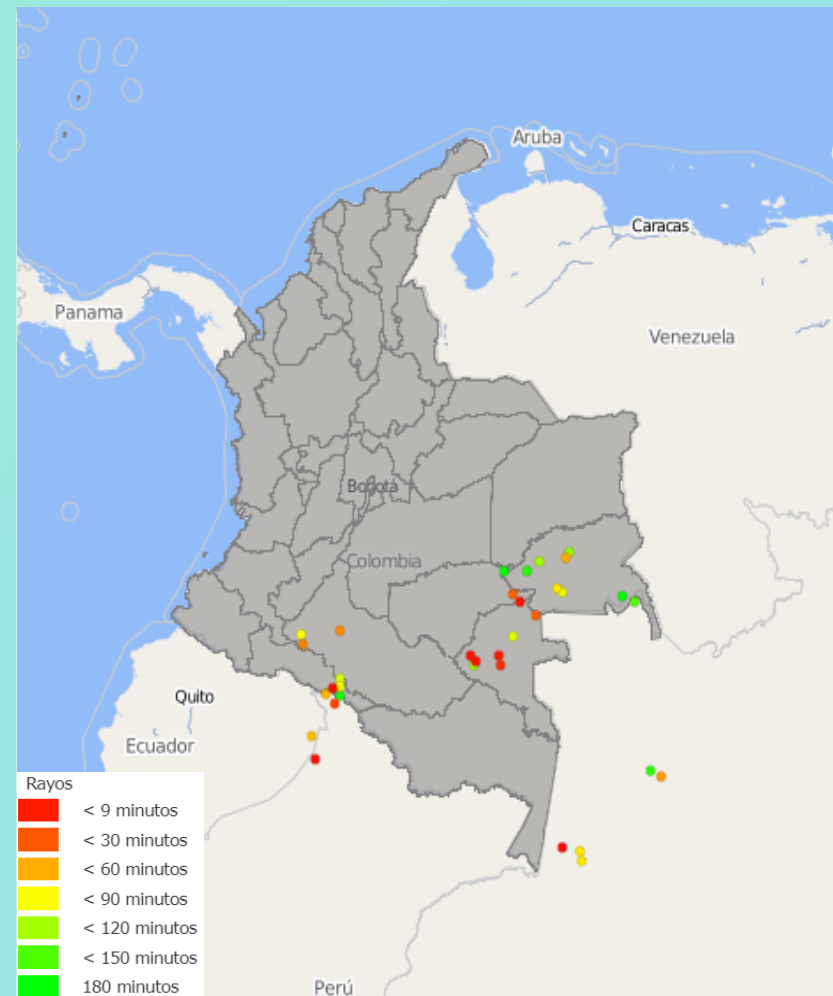 Aruba
Caracas
Panama
Venezuela
Bogotá
Colombia
Quito
Ecuador
Rayos
< 9 minutos
< 30 minutos
< 60 minutos
< 90 minutos
< 120 minutos
< 150 minutos
180 minutos
Perú